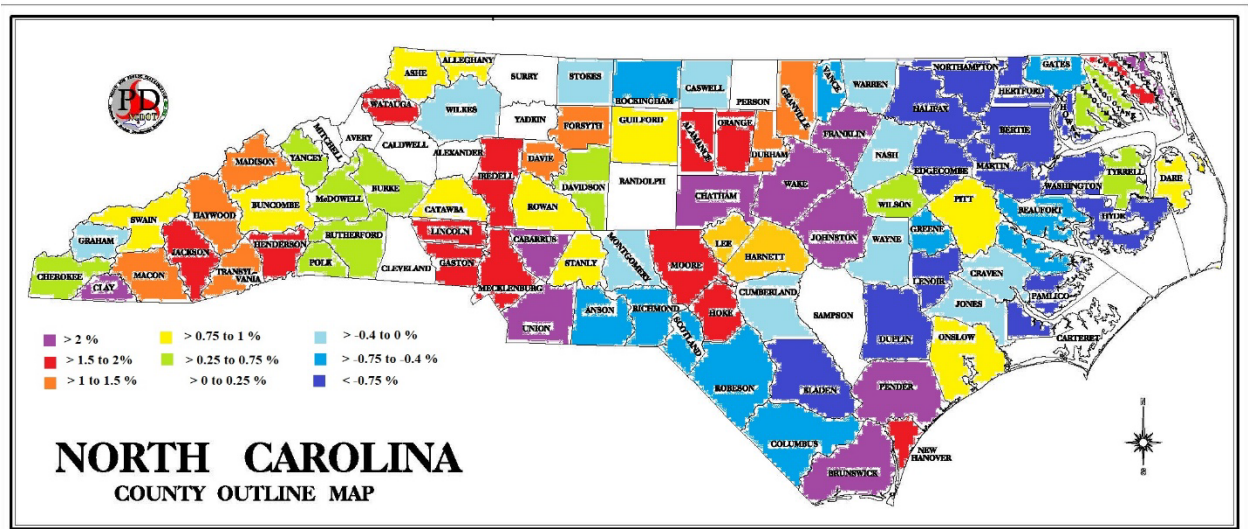 ALLEGHANY
ASHE
SURRY
STOKES
ROCKINGHAM
CASWELL
PERSON
GRANVILLE
VANCE
WARREN
NORTHAMPTON
GATES
HERTFORD
HALIFAX
WATAUGA
WILKES
YADKIN
FORSYTH
GUILFORD
ALAMANCE
ORANGE
DURHAM
FRANKLIN
BERTIE
PD
NCDOT
MITCHELL
AVERY
CALDWELL
ALEXANDER
IREDELL
DAVIE
DAVIDSON
RANDOLPH
CHATHAM
WAKE
NASH
EDGECOMBE
MARTIN
WASHINGTON
TYRRELL
DARE
MADISON
YANCEY
McDOWELL
BURKE
CATAWBA
ROWAN
WILSON
PITT
BEAUFORT
HYDE
SWAIN
HAYWOOD
BUNCOMBE
RUTHERFORD
LINCOLN
CABARRUS
MONTGOMERY
MOORE
LEE
HARNETT
JOHNSTON
WAYNE
GREENE
GRAHAM
JACKSON
HENDERSON
POLK
CLEVELAND
GASTON
MECKLENBURG
STANLY
CUMBERLAND
LENOIR
CRAVEN
PAMLICO
CHEROKEE
CLAY
MACON
TRANSYL-
VANIA
UNION
ANSON
RICHMOND
SCOTLAND
HOKE
SAMPSON
DUPLIN
JONES
ONSLOW
CARTERET
ROBESON
BLADEN
PENDER
COLUMBUS
BRUNSWICK
NEW
HANOVER
> 2 %
> 0.75 to 1 %
> -0.4 to 0 %
> 1.5 to 2%
> 0.25 to 0.75 %
> -0.75 to -0.4 %
> 1 to 1.5 %
> 0 to 0.25 %
< -0.75 %
NORTH CAROLINA
COUNTY OUTLINE MAP